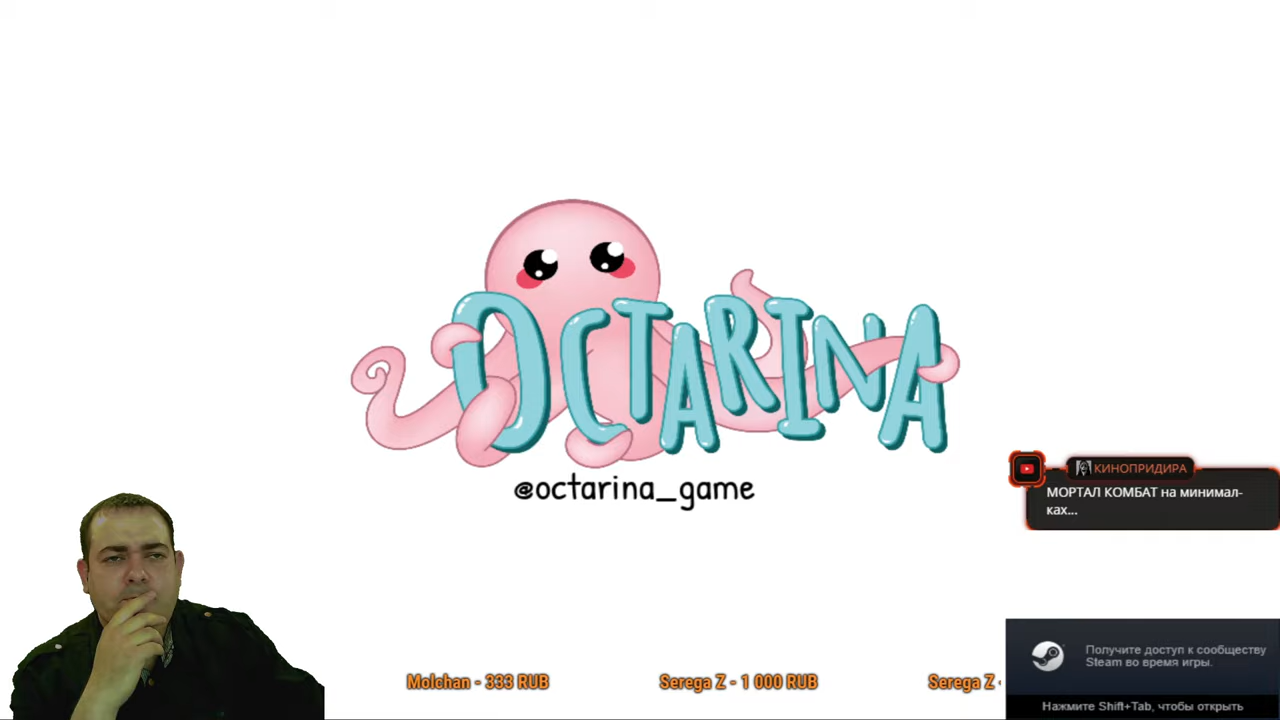 OCTARINA
@octarina_game
КИНОПРИДИРА
МОРТАЛ КОМБАТ на минимал-
ках...
Получите доступ к сообществу
Steam во время игры.
Molchan - 333 RUB Serega Z - 1 000 RUB Serega Z -
Нажмите Shift+Tab, чтобы открыть